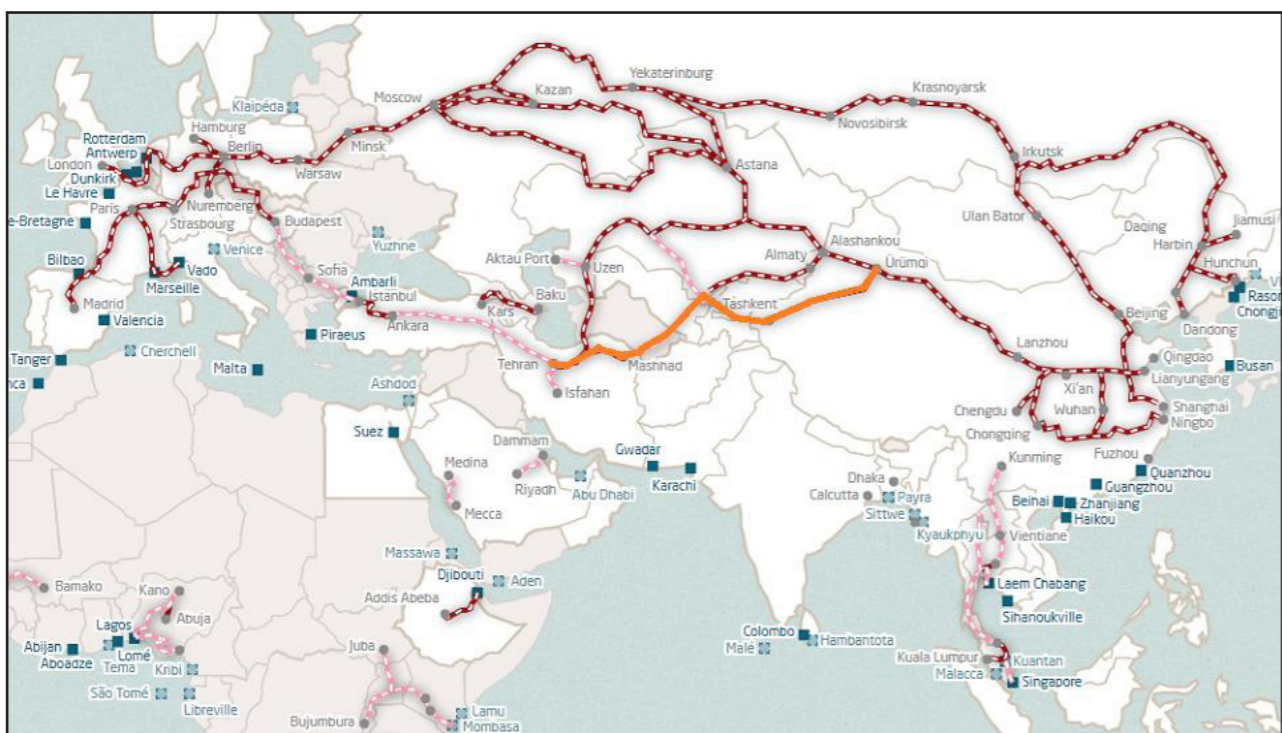 Yekaterinburg
Krasnoyarsk
Moscow
Kazan
Klaipéda
Novosibirsk
Hamburg
Rotterdam
Antwerp
Berlin
Minsk
Irkutsk
London
Dunkirk
Warsaw
Astana
Le Havre
Paris
Nuremberg
Strasbourg
Budapest
Ulan Bator
Daqing
Jiamusi
e-Bretagne
Yuzhne
Alashankou
Harbin
Venice
Aktau Port
Almaty
Ürümqi
Hunchun
Bilbao
Vado
Uzen
Sofia
Ambarli
Marseille
Istanbul
Baku
Rason
Madrid
Kars
Tashkent
Beijing
Chongji
Valencia
Ankara
Dandong
Piraeus
Lanzhou
Tanger
Cherchell
Tehran
Mashhad
Qingdao
Malta
Busan
nca
Ashdod
Isfahan
Xi'an
Lianyungang
Chengdu
Wuhan
Shanghai
Suez
Chongqing
Ningbo
Dammam
Gwadar
Fuzhou
Medina
Kunming
Riyadh
Dhaka
Quanzhou
Abu Dhabi
Karachi
Guangzhou
Calcutta
Payra
Beihai
Zhanjiang
Mecca
Sittwe
Haikou
Kyaukphyu
Vientiane
Massawa
Djibouti
Aden
Laem Chabang
Bamako
Kano
Addis Abeba
Sihanoukville
Abuja
Lagos
Colombo
Hambantota
Abijan
Lomé
Juba
Malé
Kuala Lumpur
Kuantan
Aboadze
Tema
Kribi
Malacca
Singapore
São Tomé
Libreville
Lamu
Bujumbura
Mombasa